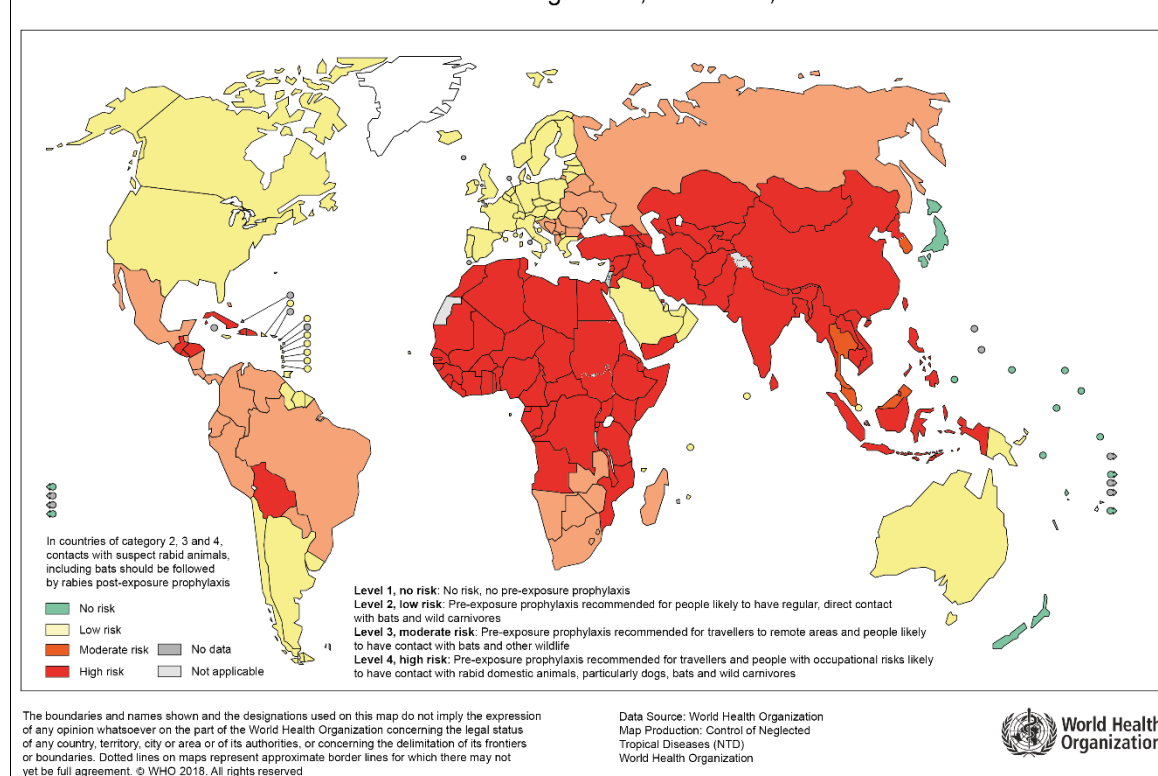 In countries of category 2, 3 and 4,
contacts with suspect rabid animals,
including bats should be followed
by rabies post-exposure prophylaxis
No risk
Low risk
Moderate risk
High risk
No data
Not applicable
Level 1, no risk: No risk, no pre-exposure prophylaxis
Level 2, low risk: Pre-exposure prophylaxis recommended for people likely to have regular, direct contact
with bats and wild carnivores
Level 3, moderate risk: Pre-exposure prophylaxis recommended for travellers to remote areas and people likely
to have contact with bats and other wildlife
Level 4, high risk: Pre-exposure prophylaxis recommended for travellers and people with occupational risks likely
to have contact with rabid domestic animals, particularly dogs, bats and wild carnivores
The boundaries and names shown and the designations used on this map do not imply the expression
of any opinion whatsoever on the part of the World Health Organization concerning the legal status
of any country, territory, city or area or of its authorities, or concerning the delimitation of its frontiers
or boundaries. Dotted lines on maps represent approximate border lines for which there may not
yet be full agreement. © WHO 2018. All rights reserved
Data Source: World Health Organization
Map Production: Control of Neglected
Tropical Diseases (NTD)
World Health Organization
World Health
Organization